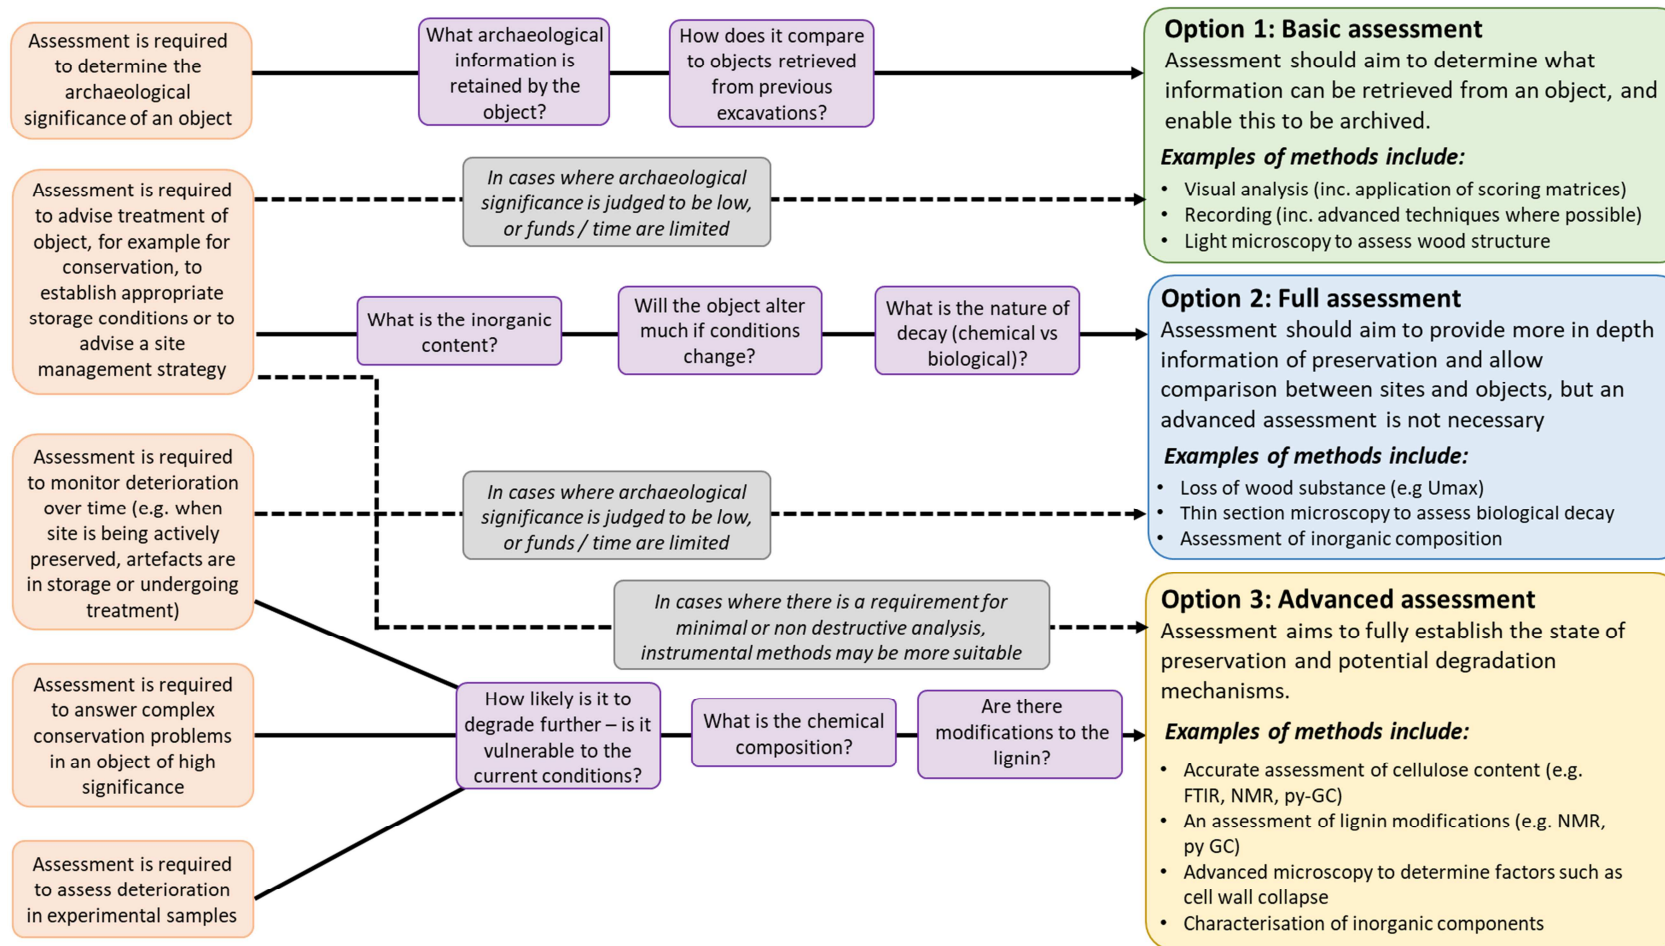 Assessment is required
to determine the
archaeological
significance of an object
What archaeological
information is
retained by the
object?
How does it compare
to objects retrieved
from previous
excavations?
Option 1: Basic assessment
Assessment should aim to determine what
information can be retrieved from an object, and
enable this to be archived.
Examples of methods include:
• Visual analysis (inc. application of scoring matrices)
• Recording (inc. advanced techniques where possible)
• Light microscopy to assess wood structure
Assessment is required
to advise treatment of
object, for example for
conservation, to
establish appropriate
storage conditions or to
advise a site
management strategy
In cases where archaeological
significance is judged to be low,
or funds / time are limited
What is the inorganic
content?
Will the object alter
much if conditions
change?
What is the nature of
decay (chemical vs
biological)?
Option 2: Full assessment
Assessment should aim to provide more in depth
information of preservation and allow
comparison between sites and objects, but an
advanced assessment is not necessary
Examples of methods include:
• Loss of wood substance (e.g Umax)
• Thin section microscopy to assess biological decay
• Assessment of inorganic composition
Assessment is required
to monitor deterioration
over time (e.g. when
site is being actively
preserved, artefacts are
in storage or undergoing
treatment)
In cases where archaeological
significance is judged to be low,
or funds / time are limited
In cases where there is a requirement for
minimal or non destructive analysis,
instrumental methods may be more suitable
Assessment is required
to answer complex
conservation problems
in an object of high
significance
How likely is it to
degrade further – is it
vulnerable to the
current conditions?
What is the chemical
composition?
Are there
modifications to the
lignin?
Option 3: Advanced assessment
Assessment aims to fully establish the state of
preservation and potential degradation
mechanisms.
Examples of methods include:
• Accurate assessment of cellulose content (e.g.
FTIR, NMR, py-GC)
• An assessment of lignin modifications (e.g. NMR,
py GC)
• Advanced microscopy to determine factors such as
cell wall collapse
• Characterisation of inorganic components
Assessment is required
to assess deterioration
in experimental samples